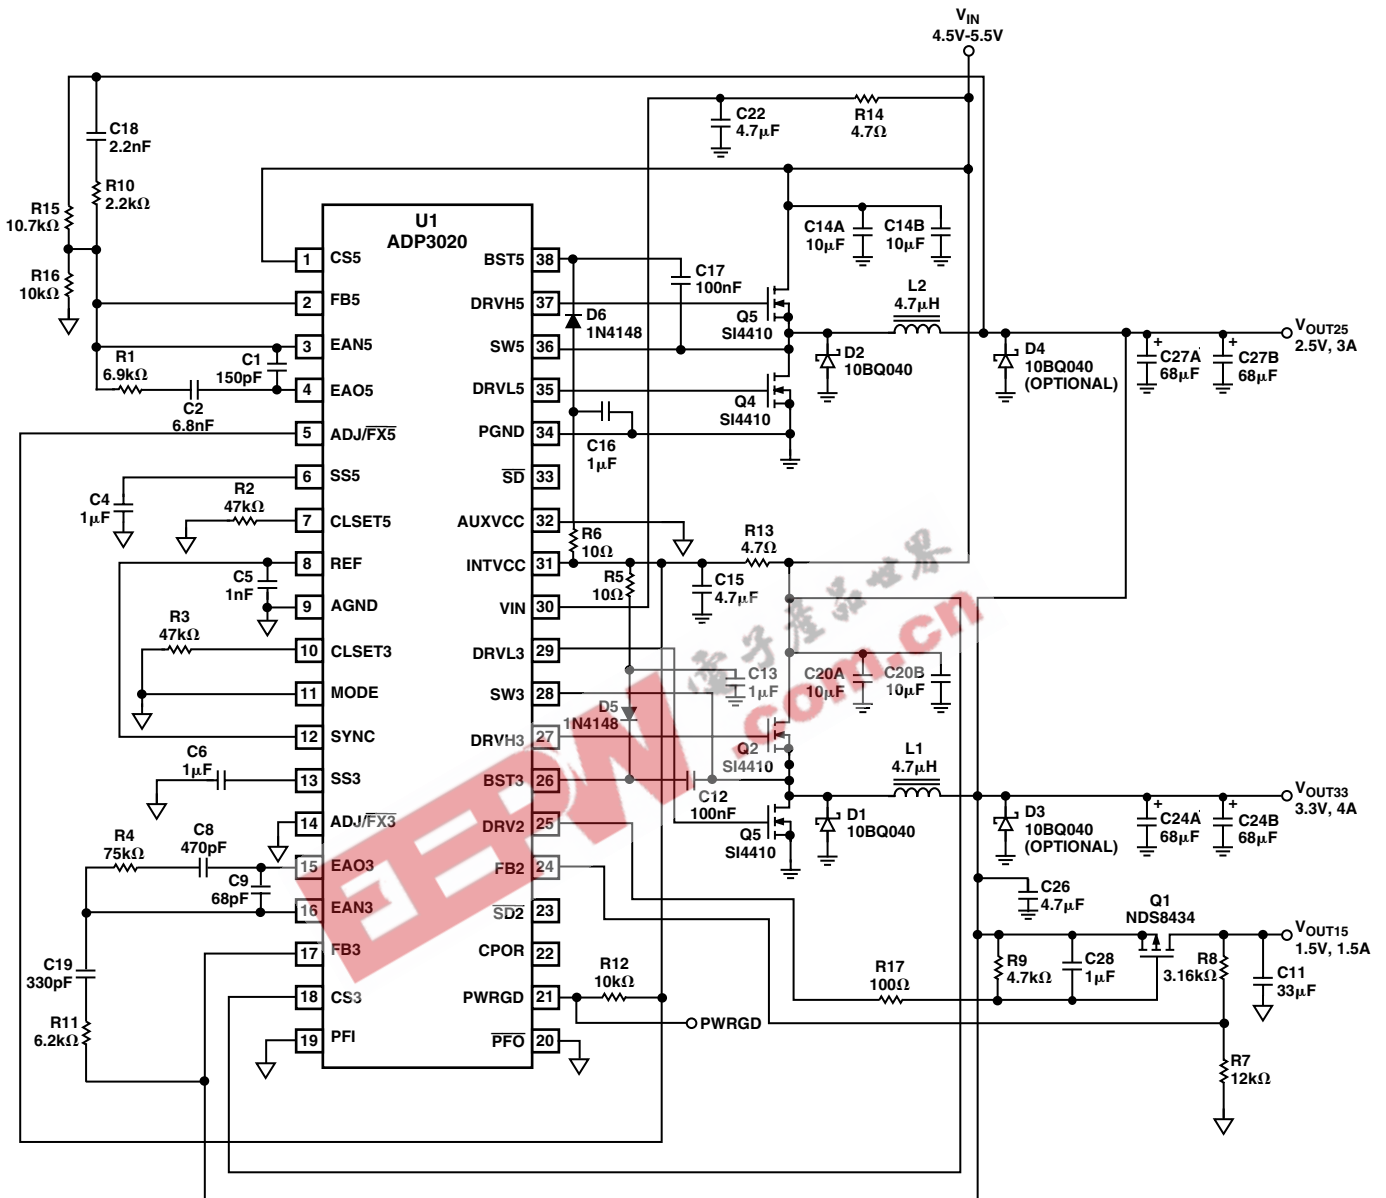 VIN
4.5V-5.5V
C18
2.2nF
R10
2.2kΩ
R15
10.7kΩ
R16
10kΩ
C22
4.7μF
R14
4.7Ω
U1
ADP3020
C14A
10μF
C14B
10μF
1 CS5
2 FB5
3 EAN5
4 EAO5
5 ADJ/FX5
6 SS5
7 CLSET5
8 REF
9 AGND
10 CLSET3
11 MODE
12 SYNC
13 SS3
14 ADJ/FX3
15 EAO3
16 EAN3
17 FB3
18 CS3
19 PFI
BST5 38
DRVH5 37
SW5 36
DRVL5 35
PGND 34
SD 33
AUXVCC 32
INTVCC 31
VIN 30
DRVL3 29
SW3 28
DRVH3 27
BST3 26
DRV2 25
FB2 24
SD2 23
CPOR 22
PWRGD 21
PFO 20
R1
6.9kΩ
C1
150pF
C2
6.8nF
C4
1μF
R2
47kΩ
C5
1nF
R3
47kΩ
C6
1μF
R4
75kΩ
C8
470pF
C9
68pF
C19
330pF
R11
6.2kΩ
C17
100nF
D6
1N4148
Q5
SI4410
L2
4.7μH
D2
10BQ040
Q4
SI4410
D4
10BQ040
(OPTIONAL)
+
C27A
68μF
+
C27B
68μF
VOUT25
2.5V, 3A
C16
1μF
R6
10Ω
R5
10Ω
R13
4.7Ω
C15
4.7μF
C13
1μF
C20A
10μF
C20B
10μF
D5
1N4148
Q2
SI4410
C12
100nF
Q5
SI4410
L1
4.7μH
D1
10BQ040
D3
10BQ040
(OPTIONAL)
+
C24A
68μF
+
C24B
68μF
VOUT33
3.3V, 4A
C26
4.7μF
Q1
NDS8434
VOUT15
1.5V, 1.5A
R9
4.7kΩ
C28
1μF
R8
3.16kΩ
C11
33μF
R17
100Ω
R12
10kΩ
PWRGD
R7
12kΩ
EEPW
.com.cn
電子產品世界